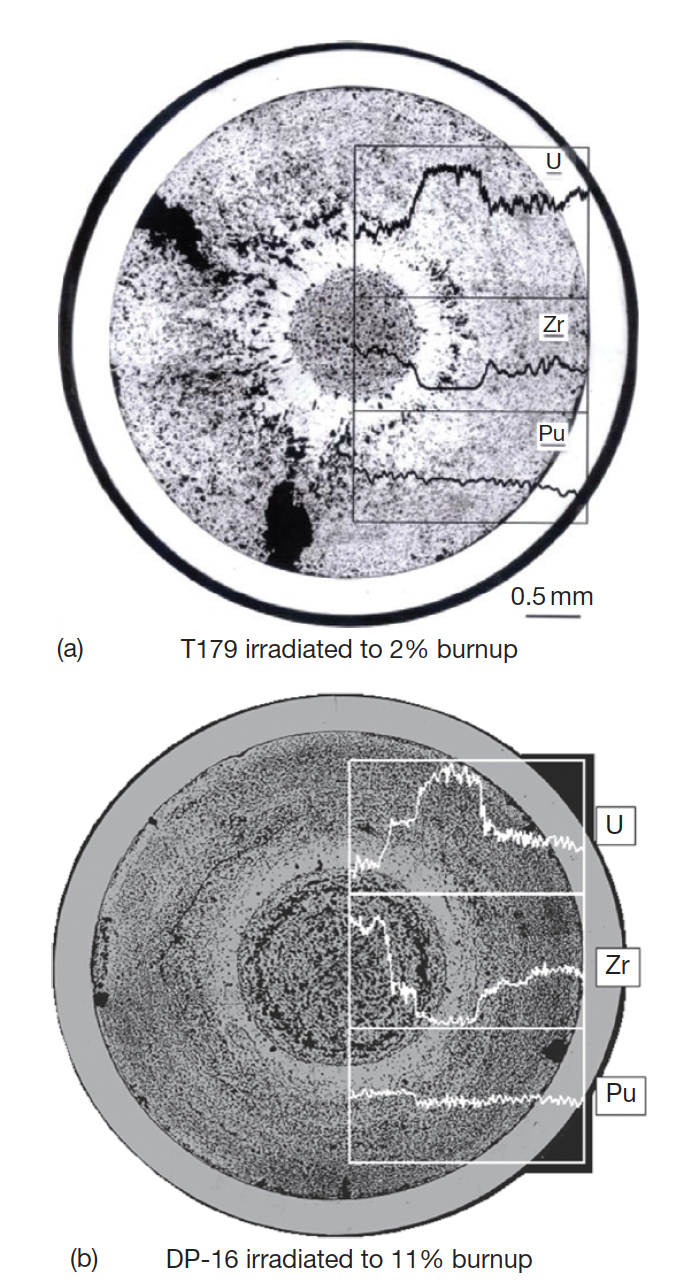 U
Zr
Pu
0.5 mm
(a) T179 irradiated to 2% burnup
U
Zr
Pu
(b) DP-16 irradiated to 11% burnup